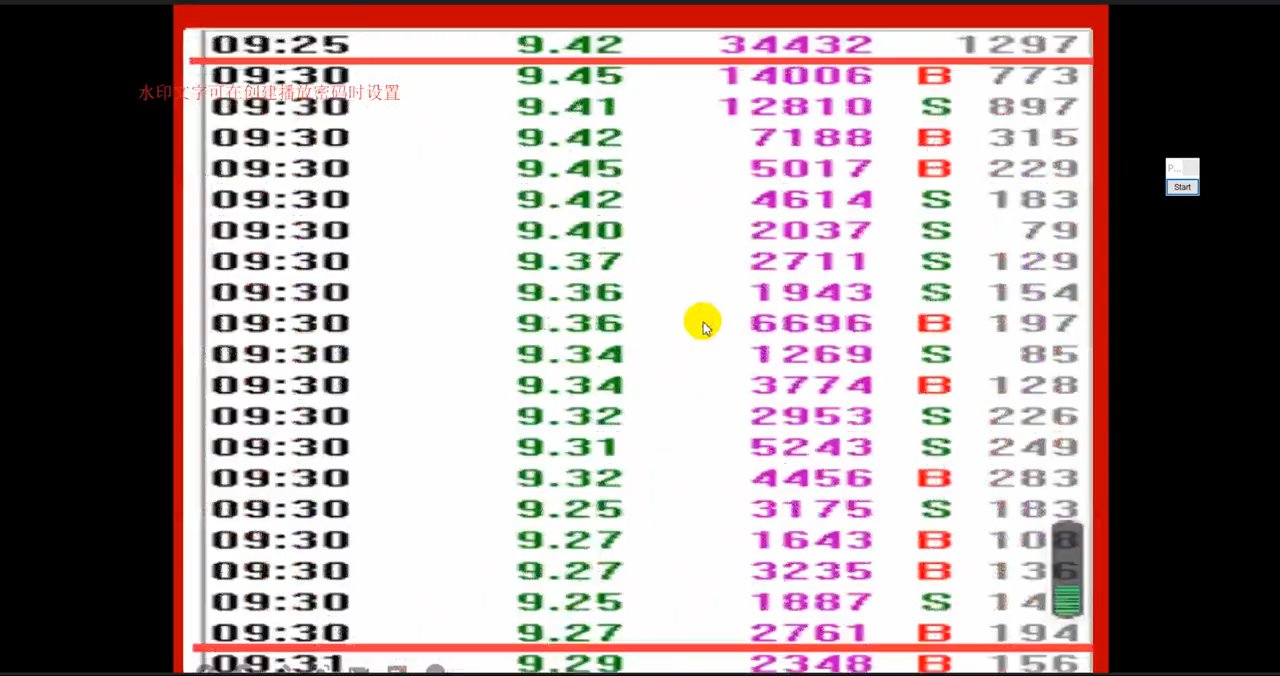 09:25 9.42 34432 1297
09:30 9.45 14006 B 773
水印文字可在创建播放密码时设置
09:30 9.41 12810 S 897
09:30 9.42 7188 B 315
09:30 9.45 5017 B 229
09:30 9.42 4614 S 183
09:30 9.40 2037 S 79
09:30 9.37 2711 S 129
09:30 9.36 1943 S 154
09:30 9.36 6696 B 197
09:30 9.34 1269 S 85
09:30 9.34 3774 B 128
09:30 9.32 2953 S 226
09:30 9.31 5243 S 249
09:30 9.32 4456 B 283
09:30 9.25 3175 S 183
09:30 9.27 1643 B 108
09:30 9.27 3235 B 136
09:30 9.25 1887 S
09:30 9.27 2761 B 194
09:31 9.29 2348 B 156
P...
Start